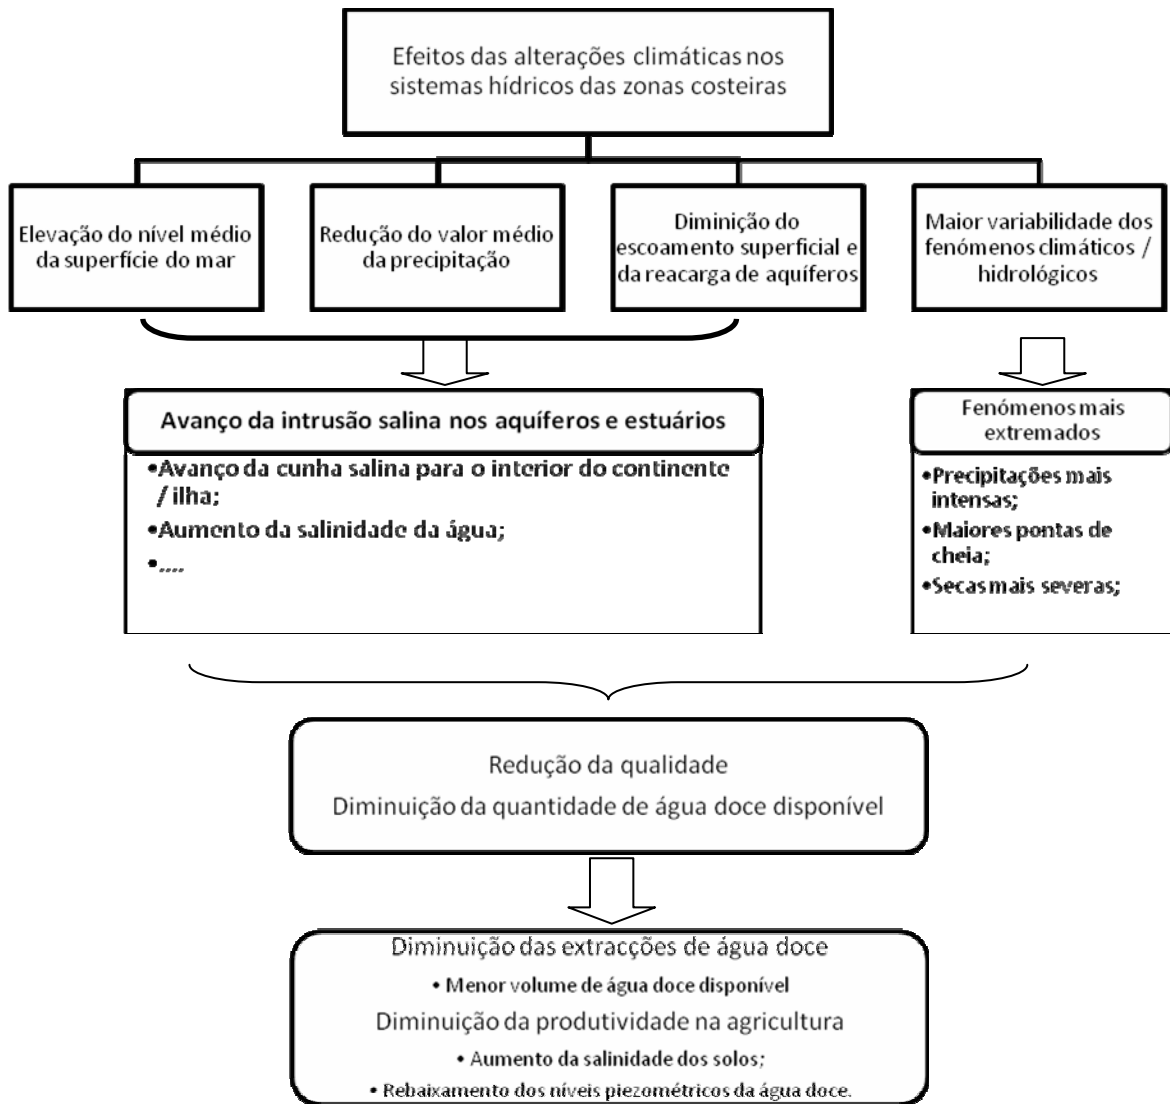 Efeitos das alterações climáticas nos
sistemas hídricos das zonas costeiras
Elevação do nível médio
da superfície do mar
Redução do valor médio
da precipitação
Diminição do
escoamento superficial e
da reacarga de aquíferos
Maior variabilidade dos
fenómenos climáticos /
hidrológicos
Avanço da intrusão salina nos aquíferos e estuários
•Avanço da cunha salina para o interior do continente
/ ilha;
•Aumento da salinidade da água;
•....
Fenómenos mais
extremados
•Precipitações mais
intensas;
•Maiores pontas de
cheia;
•Secas mais severas;
Redução da qualidade
Diminuição da quantidade de água doce disponível
Diminuição das extracções de água doce
• Menor volume de água doce disponível
Diminuição da produtividade na agricultura
• Aumento da salinidade dos solos;
• Rebaixamento dos níveis piezométricos da água doce.